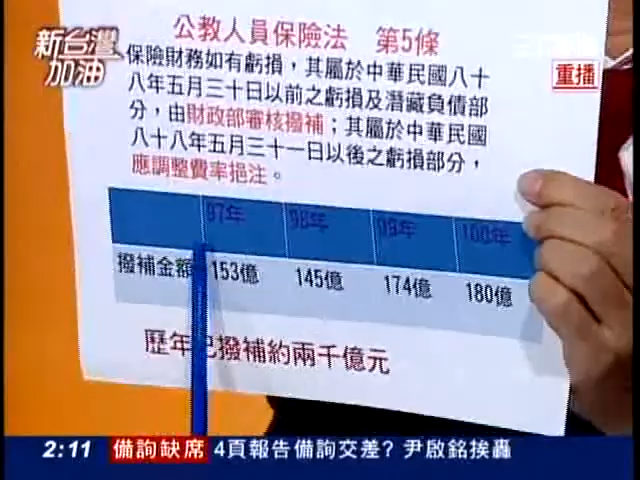 新台灣
加油
重播
公教人員保險法 第5條
保險財務如有虧損，其屬於中華民國八十
八年五月三十日以前之虧損及潛藏負債部
分，由財政部審核撥補；其屬於中華民國
八十八年五月三十一日以後之虧損部分，
應調整費率挹注。
97年 98年 99年 100年
撥補金額 153億 145億 174億 180億
歷年已撥補約兩千億元
2:11 備詢缺席 4頁報告備詢交差? 尹啟銘挨轟